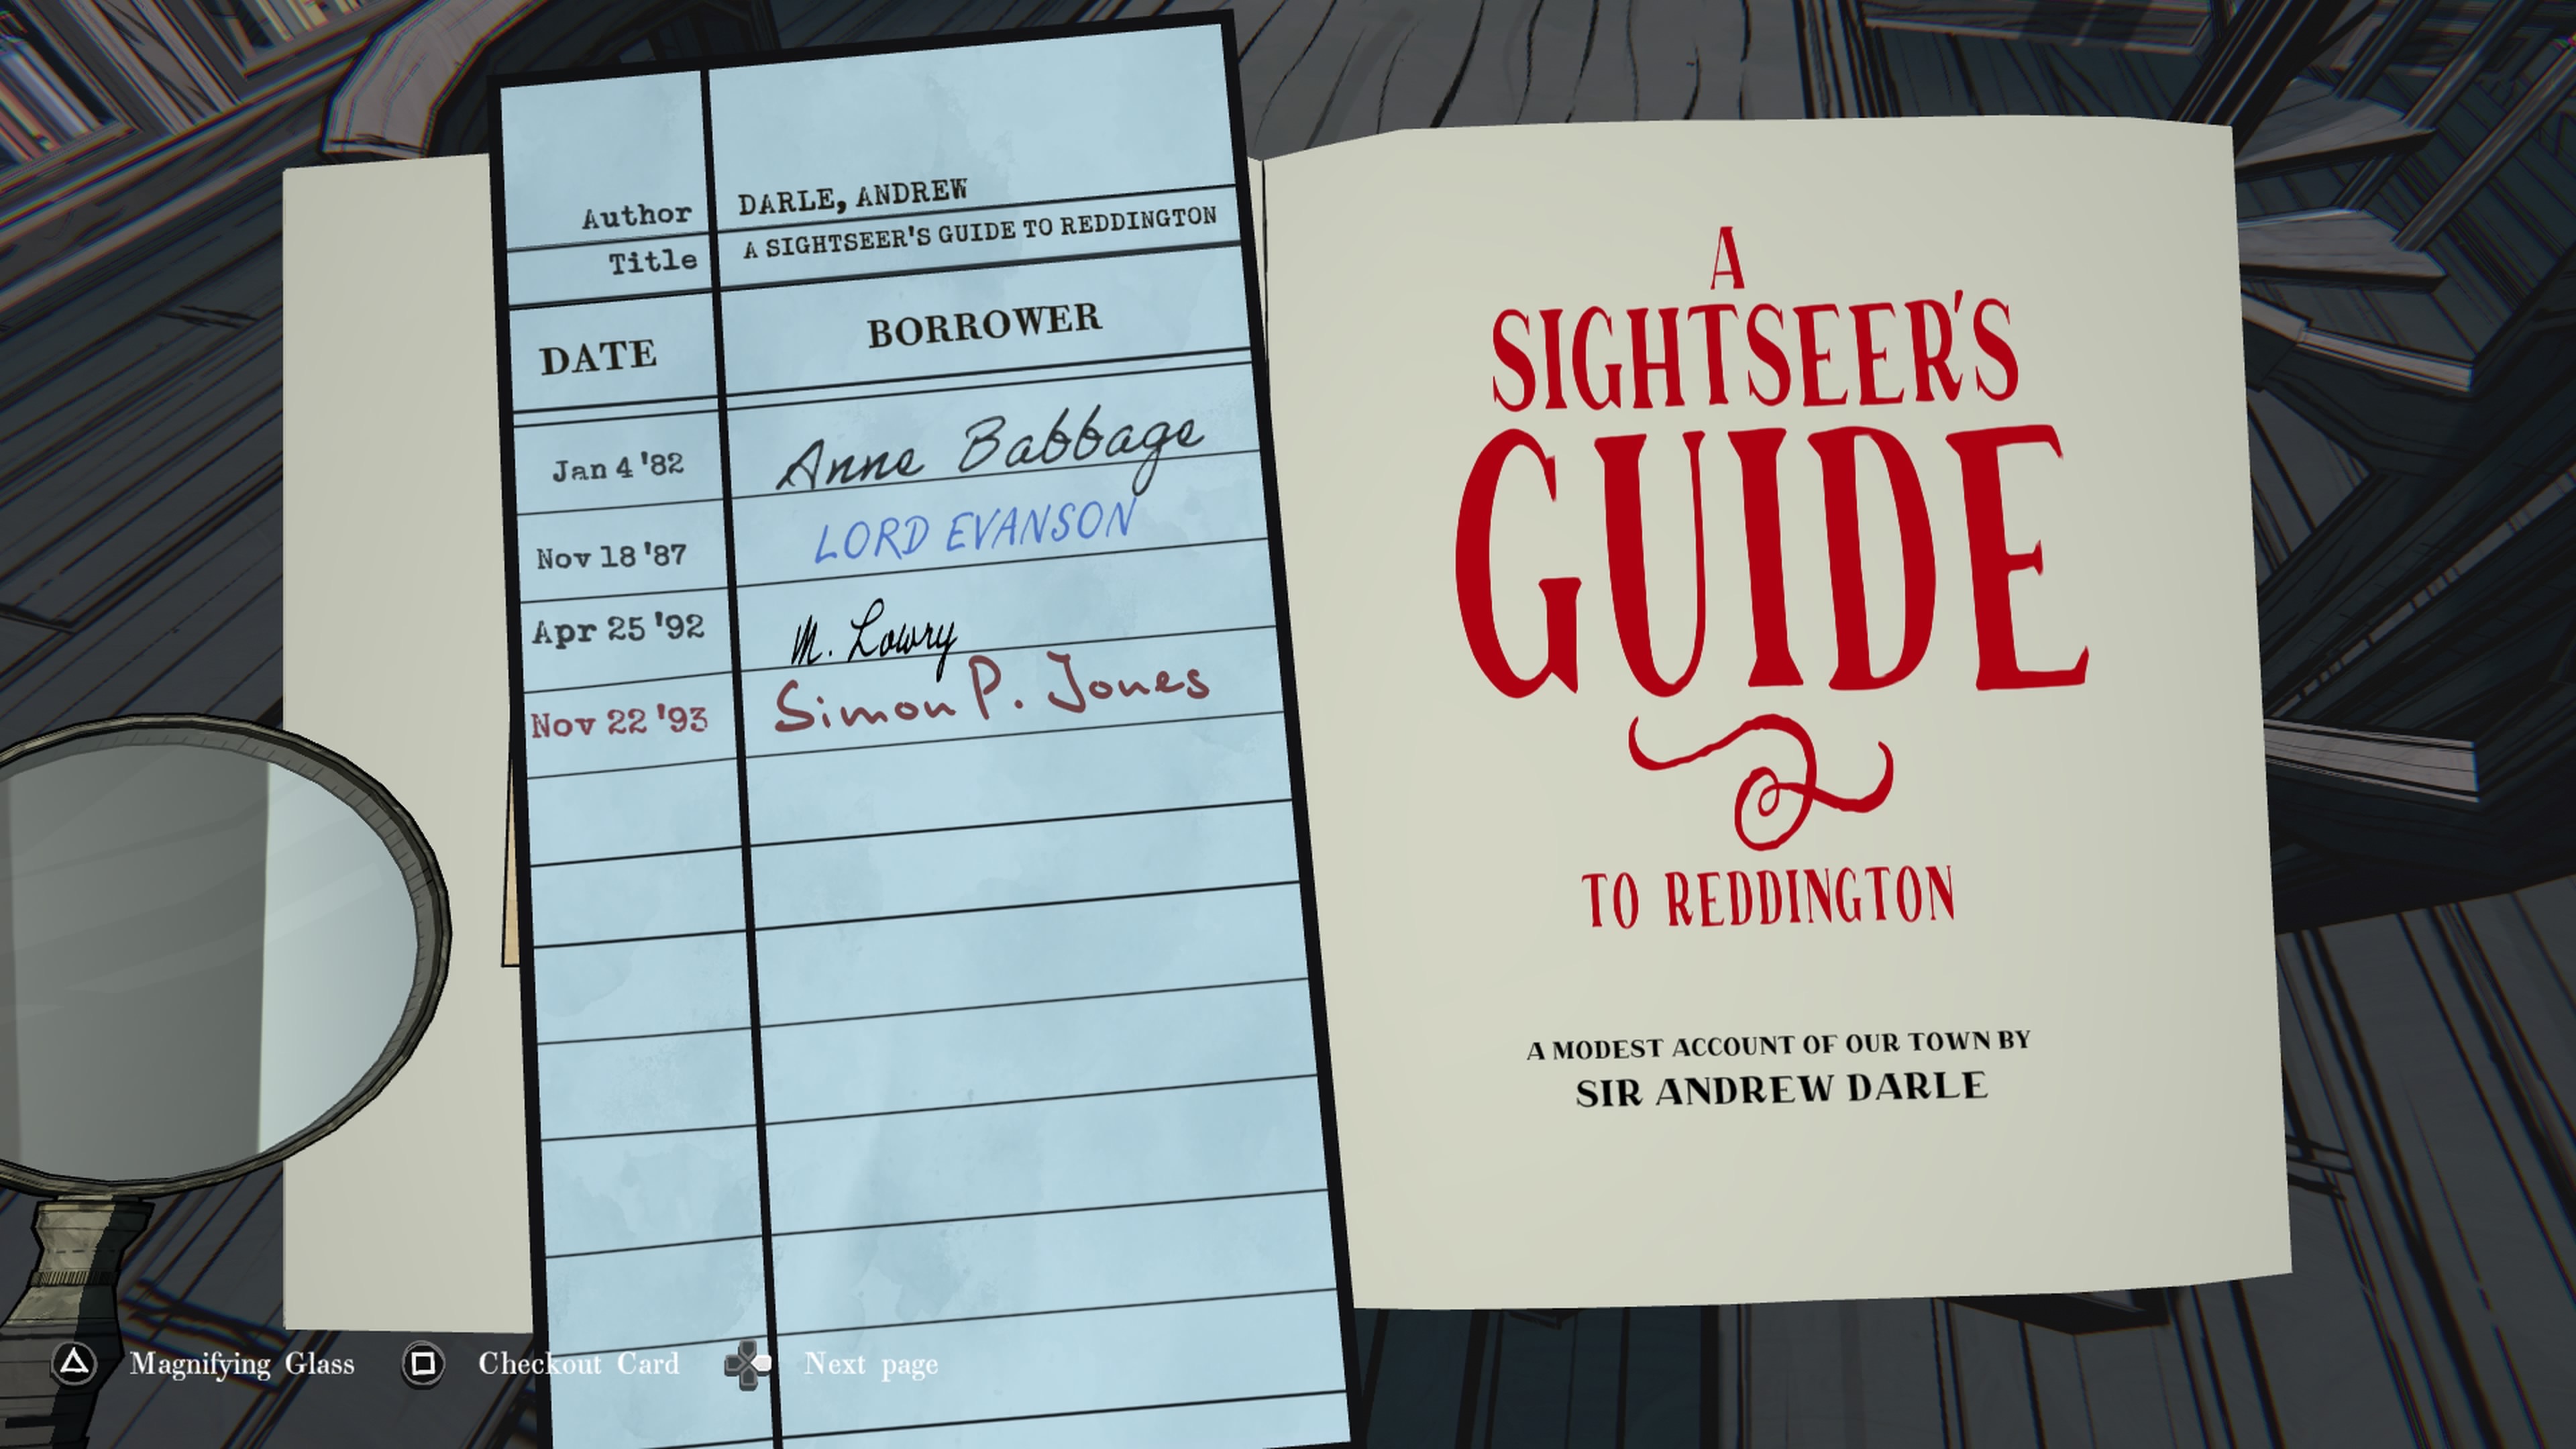 Author DARLE, ANDREW
Title A SIGHTSEER'S GUIDE TO REDDINGTON
DATE BORROWER
Jan 4 '82 Anne Babbage
Nov 18 '87 LORD EVANSON
Apr 25 '92 M. Lowry
Nov 22 '93 Simon P. Jones
A
SIGHTSEER'S
GUIDE
TO REDDINGTON
A MODEST ACCOUNT OF OUR TOWN BY
SIR ANDREW DARLE
Magnifying Glass Checkout Card Next page